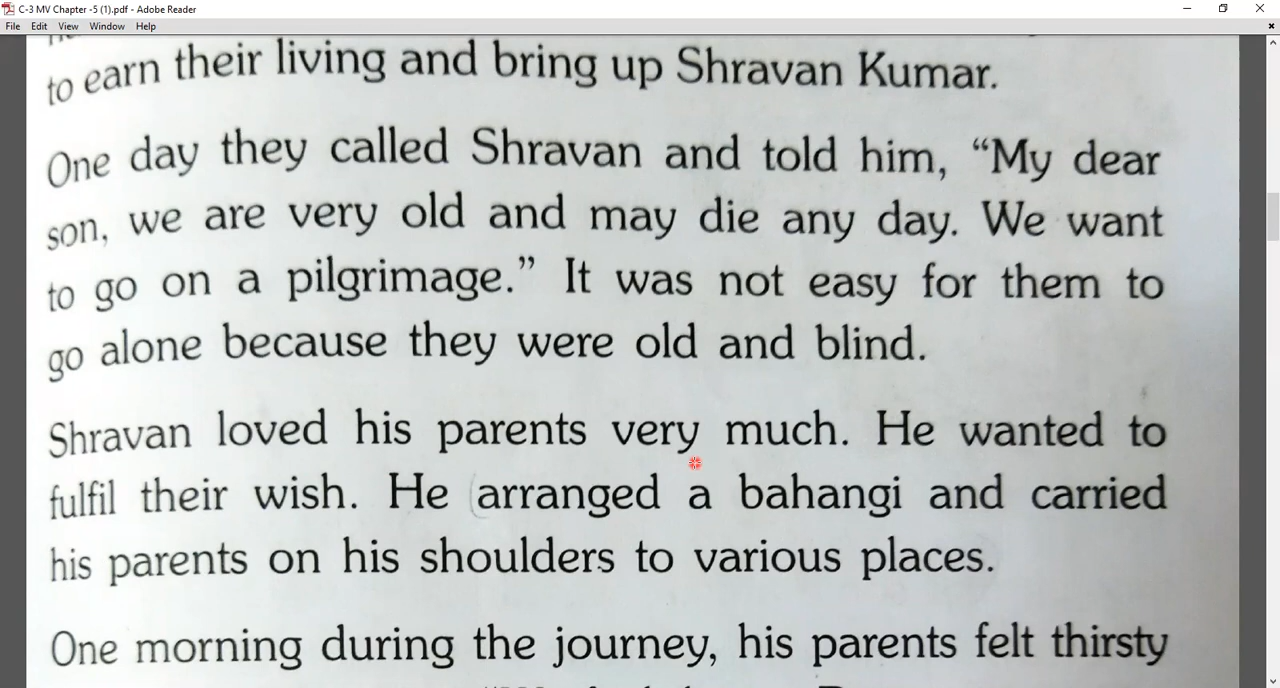 C-3 MV Chapter -5 (1).pdf - Adobe Reader
File Edit View Window Help
to earn their living and bring up Shravan Kumar.
One day they called Shravan and told him, “My dear
son, we are very old and may die any day. We want
to go on a pilgrimage.” It was not easy for them to
go alone because they were old and blind.
Shravan loved his parents very much. He wanted to
fulfil their wish. He arranged a bahangi and carried
his parents on his shoulders to various places.
One morning during the journey, his parents felt thirsty